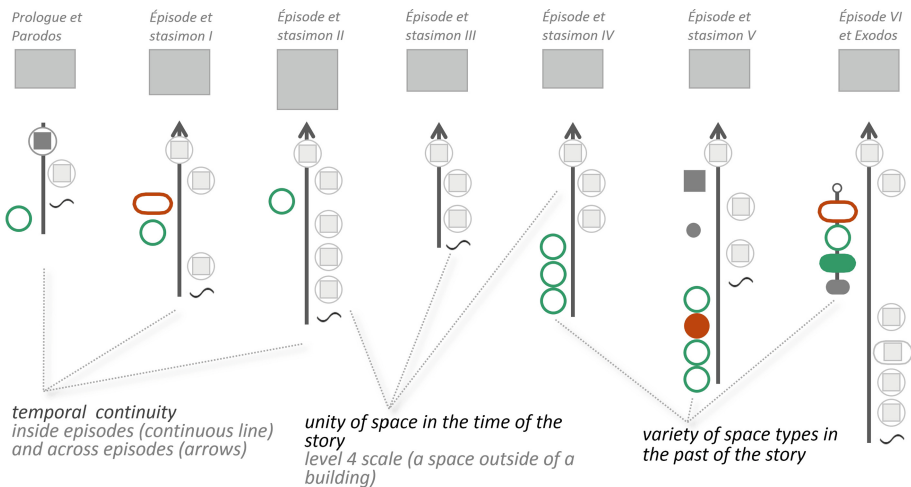 Prologue et
Parodos
Épisode et
stasimon I
Épisode et
stasimon II
Épisode et
stasimon III
Épisode et
stasimon IV
Épisode et
stasimon V
Épisode VI
et Exodos
temporal continuity
inside episodes (continuous line)
and across episodes (arrows)
unity of space in the time of the
story
level 4 scale (a space outside of a
building)
variety of space types in
the past of the story